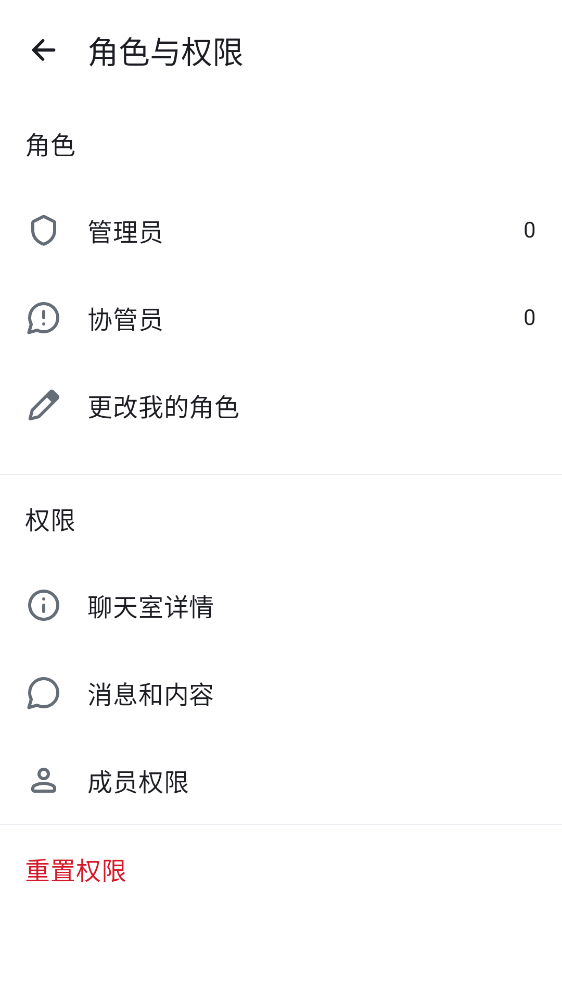 角色与权限
角色
管理员 0
协管员 0
更改我的角色
权限
聊天室详情
消息和内容
成员权限
重置权限